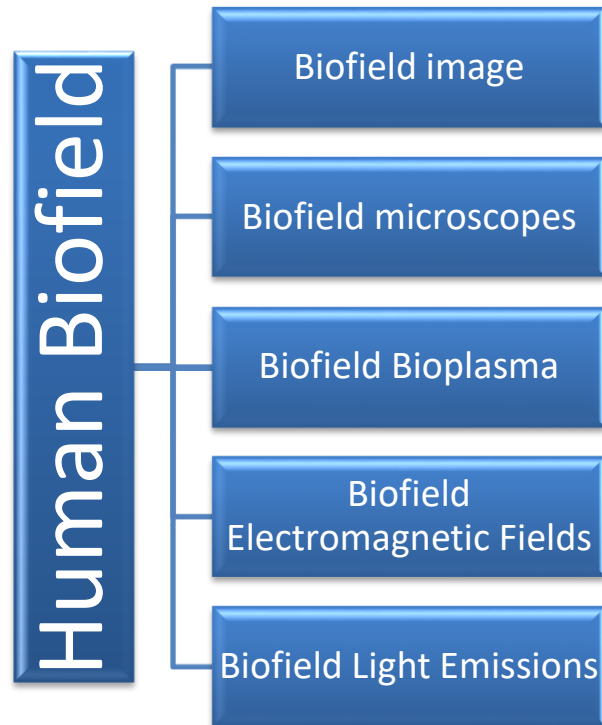 Human Biofield
Biofield image
Biofield microscopes
Biofield Bioplasma
Biofield
Electromagnetic Fields
Biofield Light Emissions